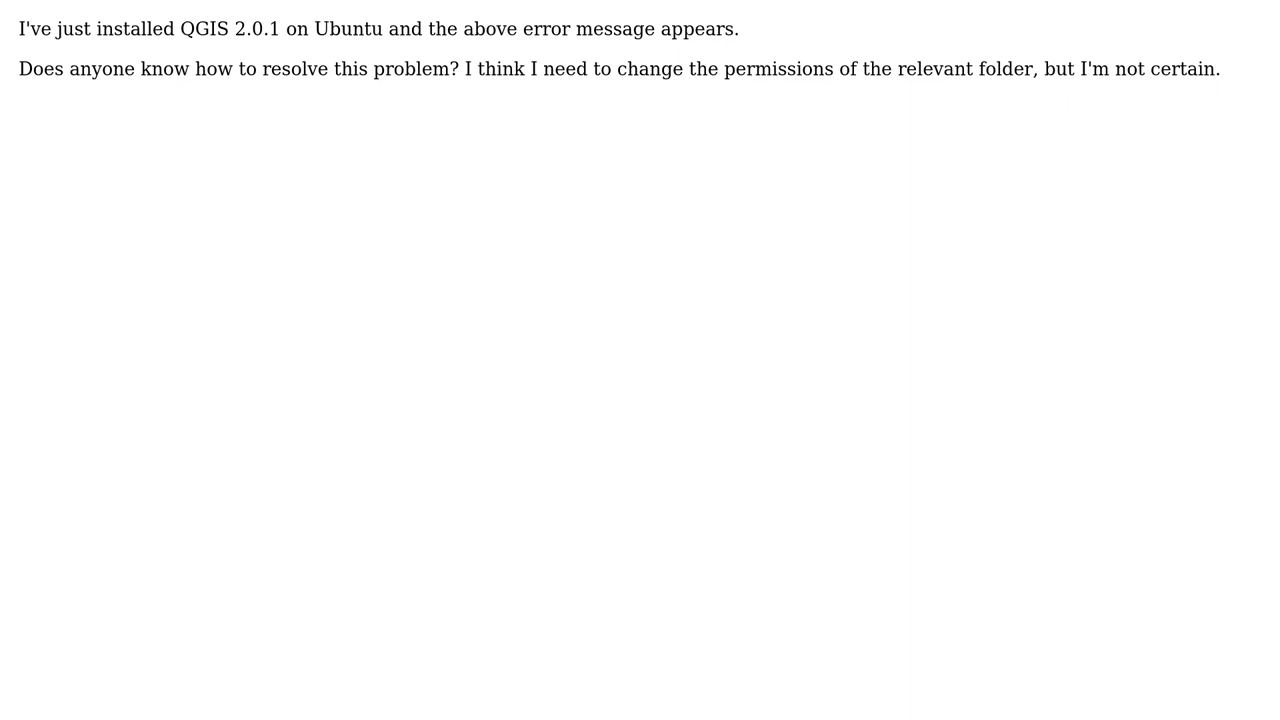 I've just installed QGIS 2.0.1 on Ubuntu and the above error message appears.
Does anyone know how to resolve this problem? I think I need to change the permissions of the relevant folder, but I'm not certain.